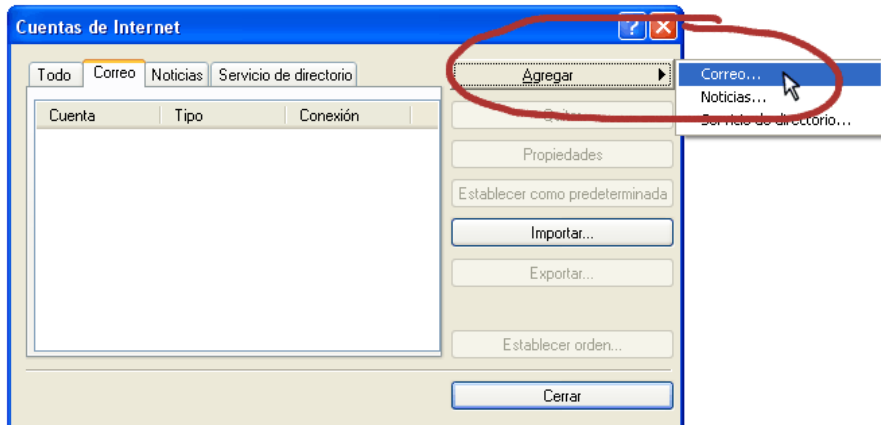 Cuentas de Internet
Todo Correo Noticias Servicio de directorio
Agregar
Correo...
Noticias...
Servicio de directorio...
Cuenta Tipo Conexión
Propiedades
Establecer como predeterminada
Importar...
Exportar...
Establecer orden...
Cerrar